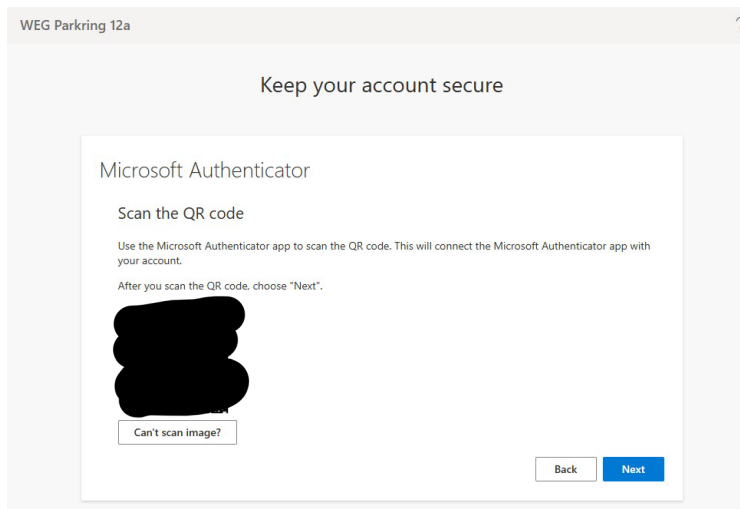 WEG Parkring 12a
Keep your account secure
Microsoft Authenticator
Scan the QR code
Use the Microsoft Authenticator app to scan the QR code. This will connect the Microsoft Authenticator app with
your account.
After you scan the QR code, choose "Next".
Can't scan image?
Back
Next